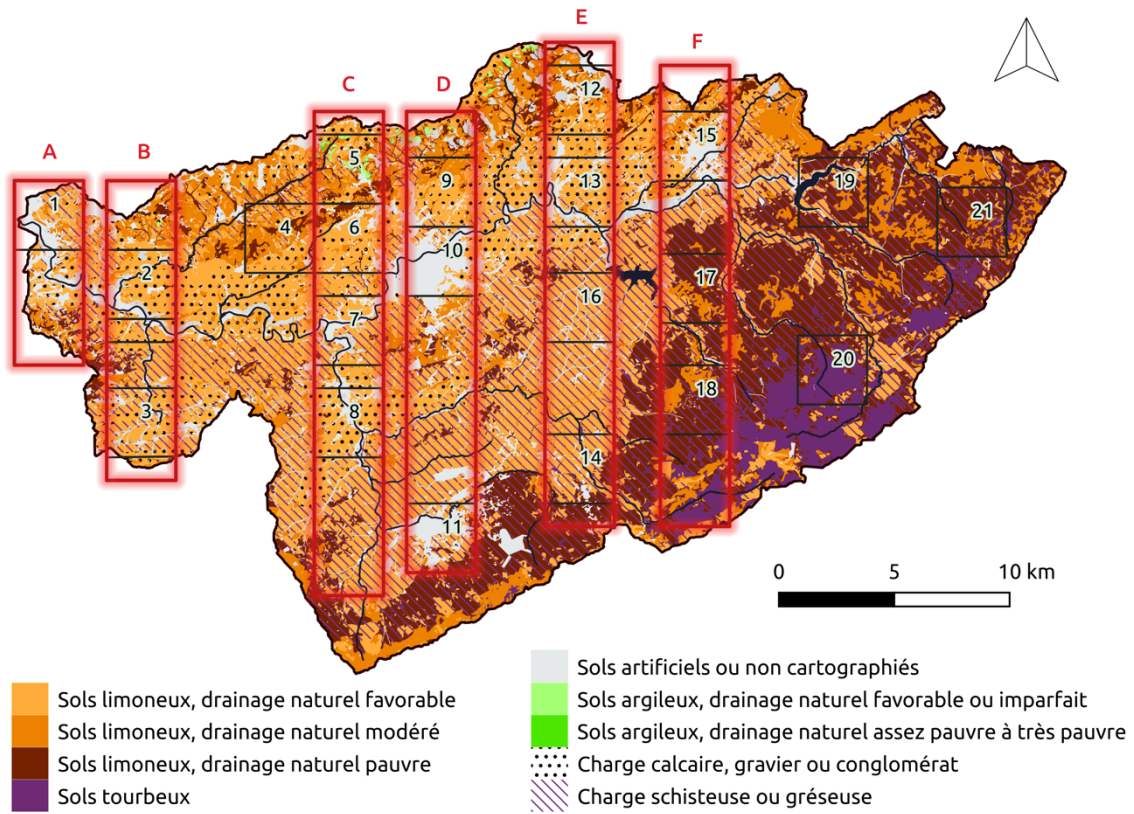 E
F
C
D
A
B
12
15
5
9
13
19
1
21
6
4
10
2
17
16
7
20
18
3
8
14
11
0 5 10 km
Sols limoneux, drainage naturel favorable
Sols limoneux, drainage naturel modéré
Sols limoneux, drainage naturel pauvre
Sols tourbeux
Sols artificiels ou non cartographiés
Sols argileux, drainage naturel favorable ou imparfait
Sols argileux, drainage naturel assez pauvre à très pauvre
Charge calcaire, gravier ou conglomérat
Charge schisteuse ou gréseuse